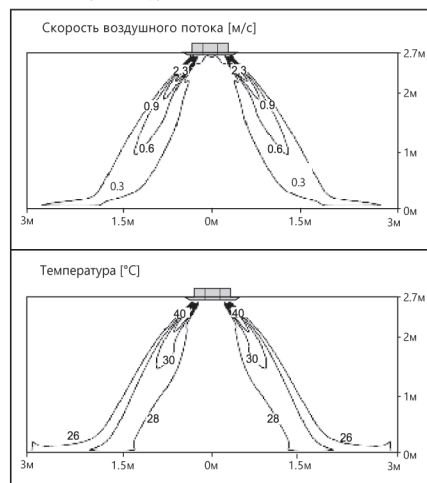 Скорость воздушного потока [м/с]
2.7м
2.3 2.3
2м
0.9 0.9
0.6 0.6
1м
0.3 0.3
0м
3м 1.5м 0м 1.5м 3м
Температура [°C]
2.7м
40 40
2м
30 30
1м
28 28
26 26
0м
3м 1.5м 0м 1.5м 3м